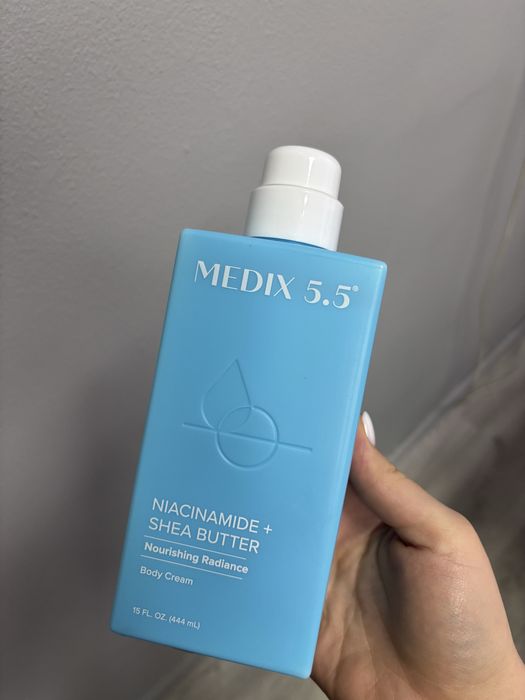 MEDIX 5.5®
NIACINAMIDE +
SHEA BUTTER
Nourishing Radiance
Body Cream
15 FL. OZ. (444 mL)